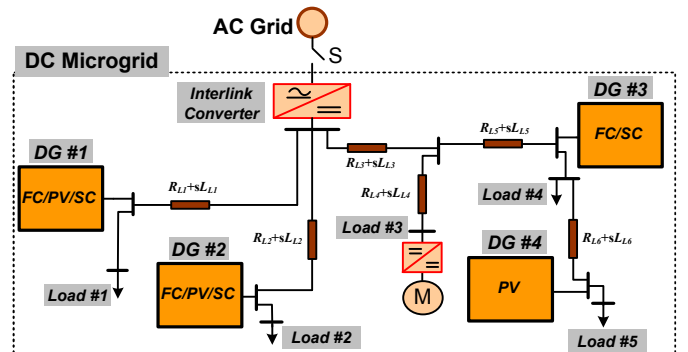 AC Grid
S
DC Microgrid
Interlink
Converter
DG #3
FC/SC
DG #1
FC/PV/SC
RL1+sLL1
RL3+sLL3
RL5+sLL5
RL4+sLL4
Load #4
Load #3
RL2+sLL2
DG #2
FC/PV/SC
DG #4
PV
RL6+sLL6
M
Load #1
Load #2
Load #5